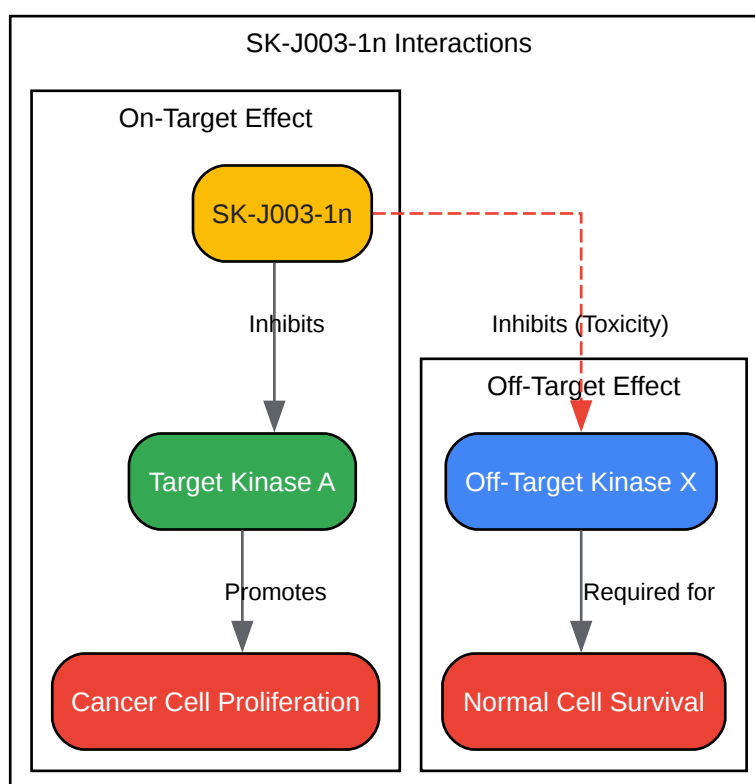 SK-J003-1n Interactions
On-Target Effect
SK-J003-1n
Inhibits
Inhibits (Toxicity)
Off-Target Effect
Target Kinase A
Off-Target Kinase X
Promotes
Required for
Cancer Cell Proliferation
Normal Cell Survival